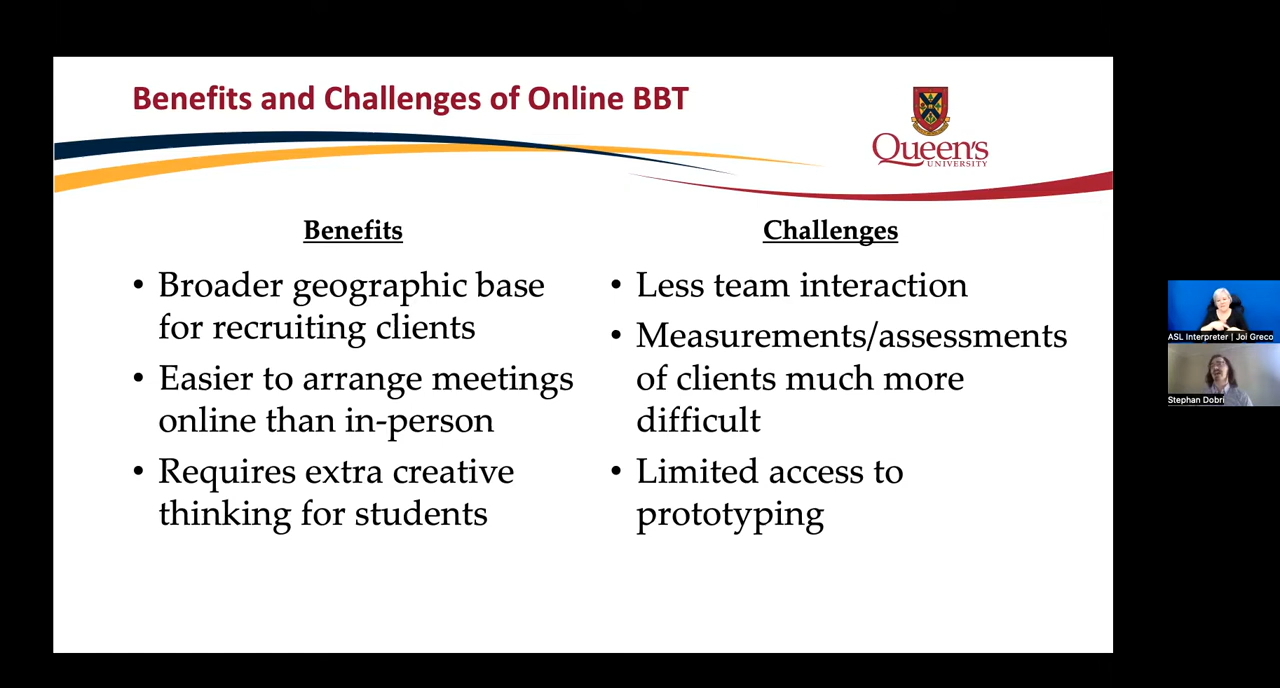 Benefits and Challenges of Online BBT
Queen's
UNIVERSITY
Benefits
• Broader geographic base
for recruiting clients
• Easier to arrange meetings
online than in-person
• Requires extra creative
thinking for students
Challenges
• Less team interaction
• Measurements/assessments
of clients much more
difficult
• Limited access to
prototyping
ASL Interpreter | Jol Greco
Stephan Dobri